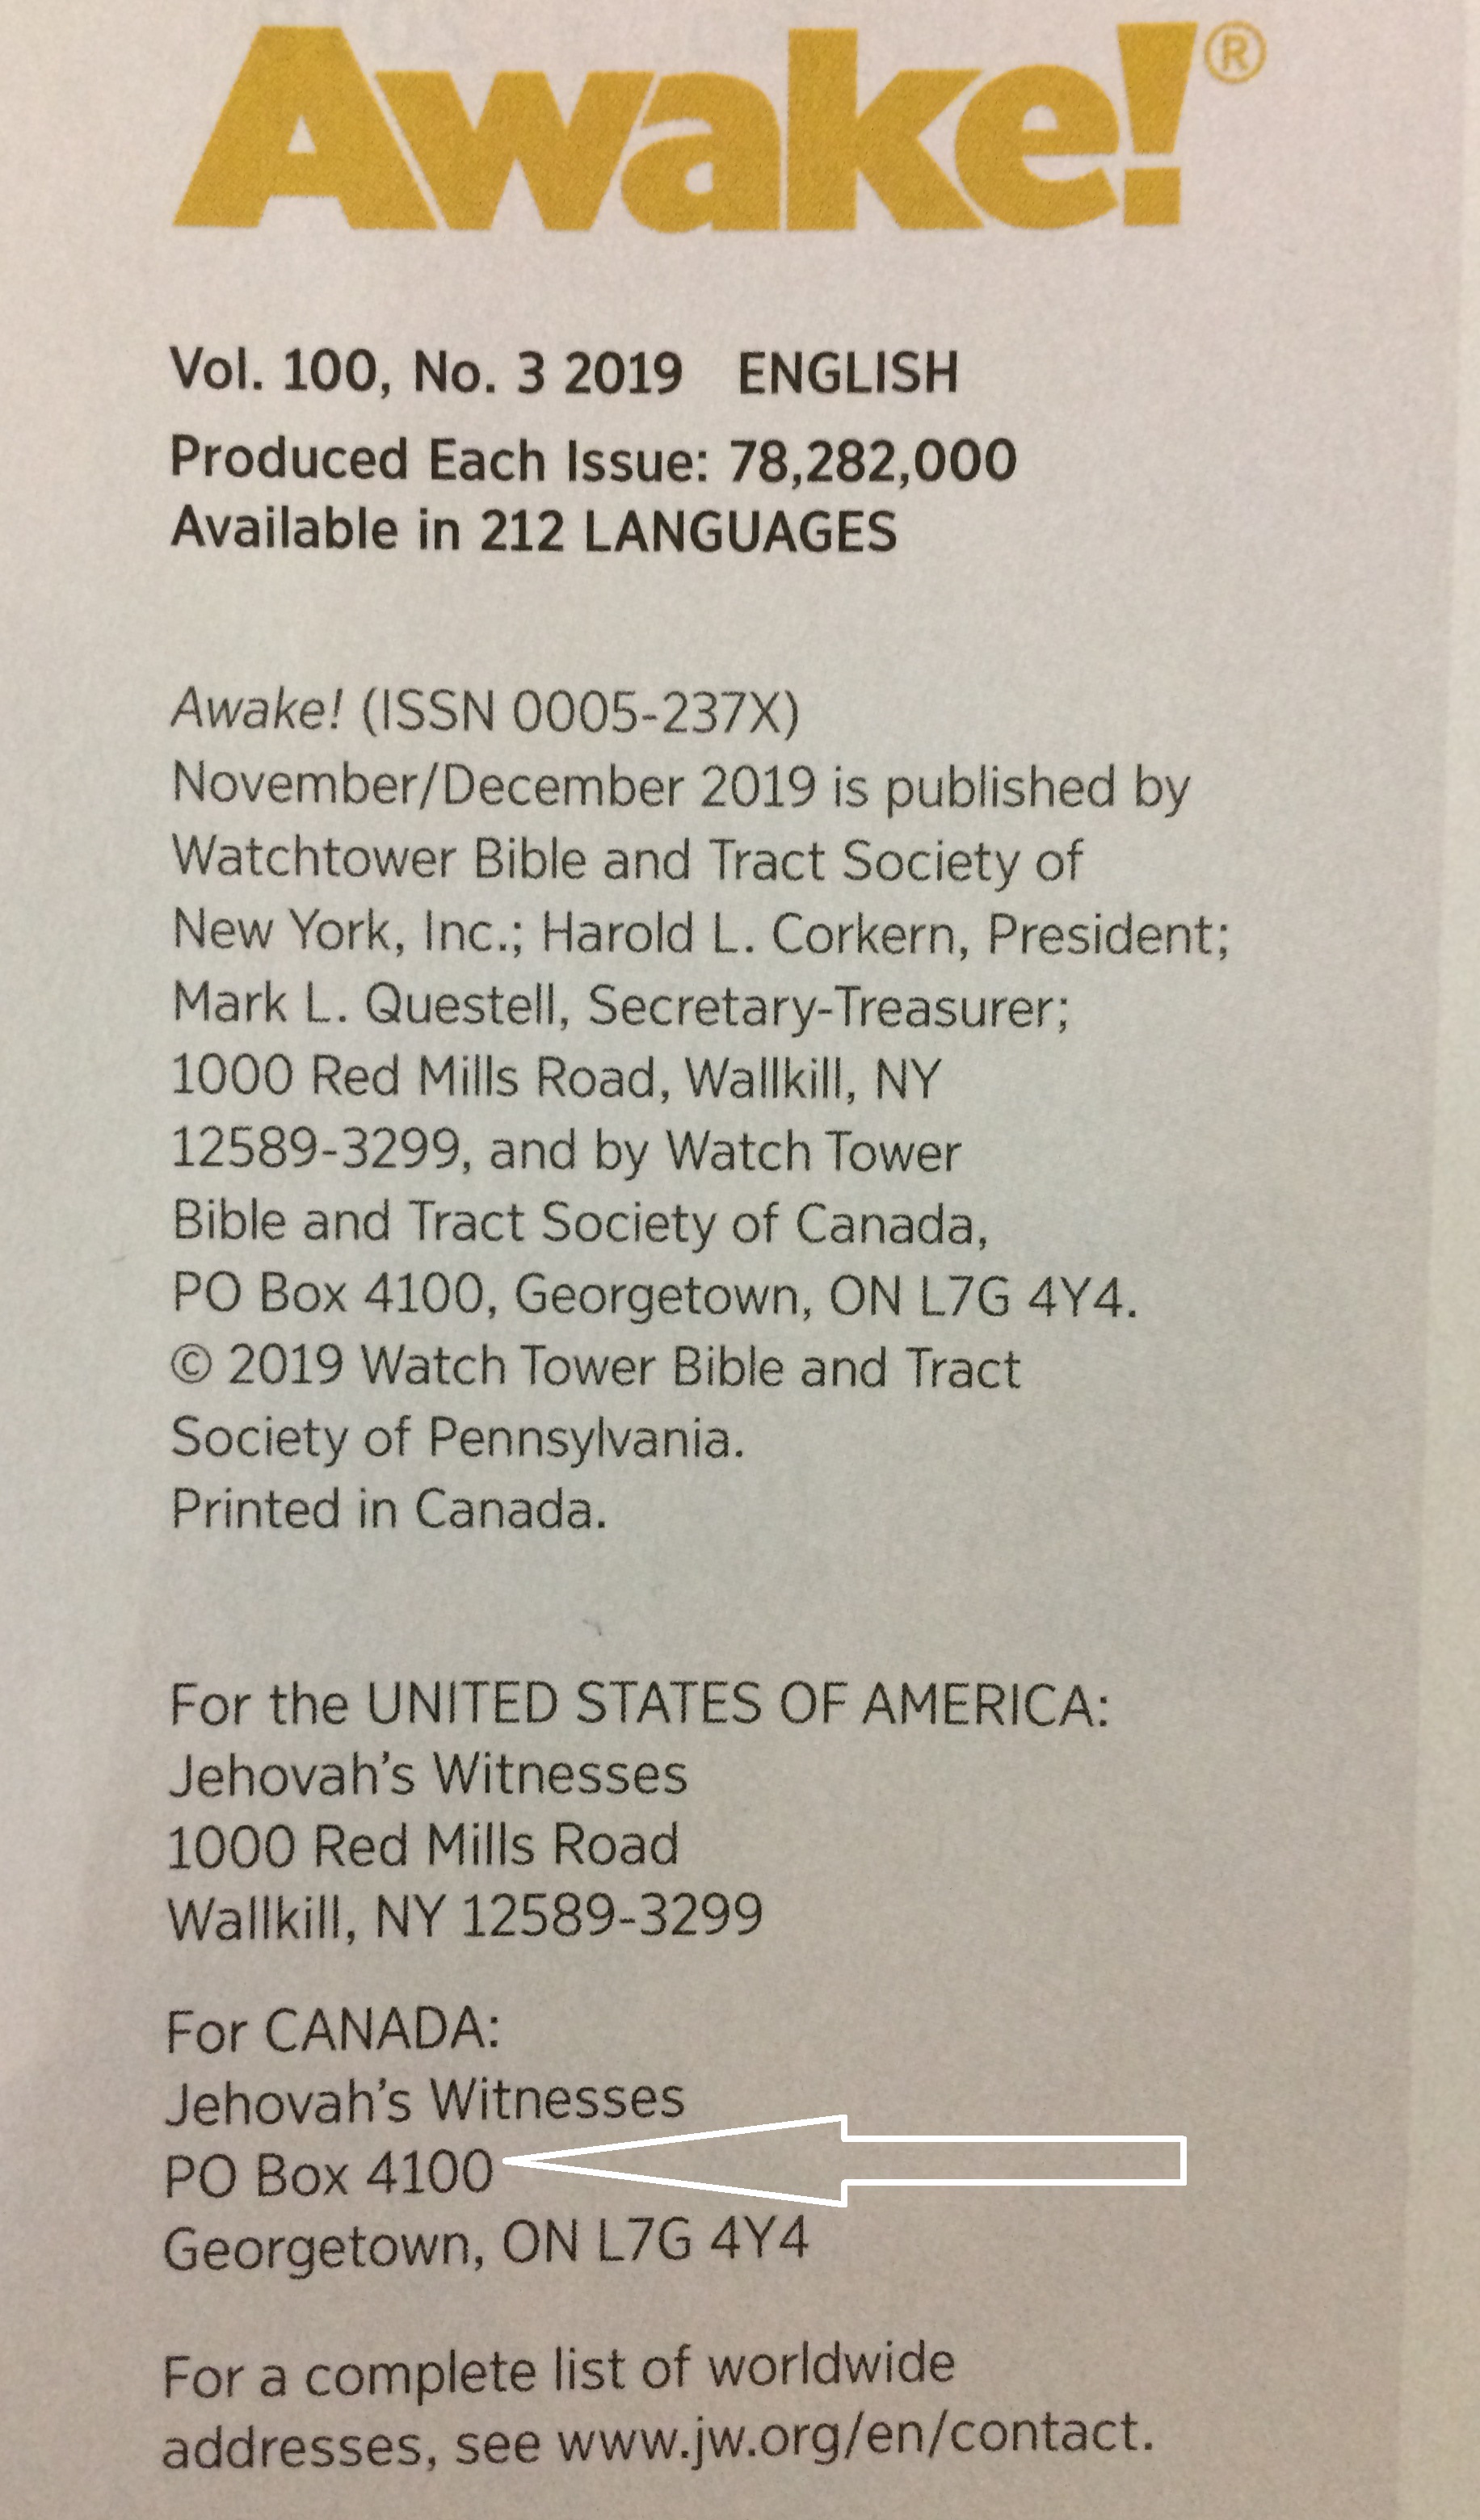 Awake!®
Vol. 100, No. 3 2019 ENGLISH
Produced Each Issue: 78,282,000
Available in 212 LANGUAGES
Awake! (ISSN 0005-237X)
November/December 2019 is published by
Watchtower Bible and Tract Society of
New York, Inc.; Harold L. Corkern, President;
Mark L. Questell, Secretary-Treasurer;
1000 Red Mills Road, Wallkill, NY
12589-3299, and by Watch Tower
Bible and Tract Society of Canada,
PO Box 4100, Georgetown, ON L7G 4Y4.
© 2019 Watch Tower Bible and Tract
Society of Pennsylvania.
Printed in Canada.
For the UNITED STATES OF AMERICA:
Jehovah’s Witnesses
1000 Red Mills Road
Wallkill, NY 12589-3299
For CANADA:
Jehovah’s Witnesses
PO Box 4100
Georgetown, ON L7G 4Y4
For a complete list of worldwide
addresses, see www.jw.org/en/contact.